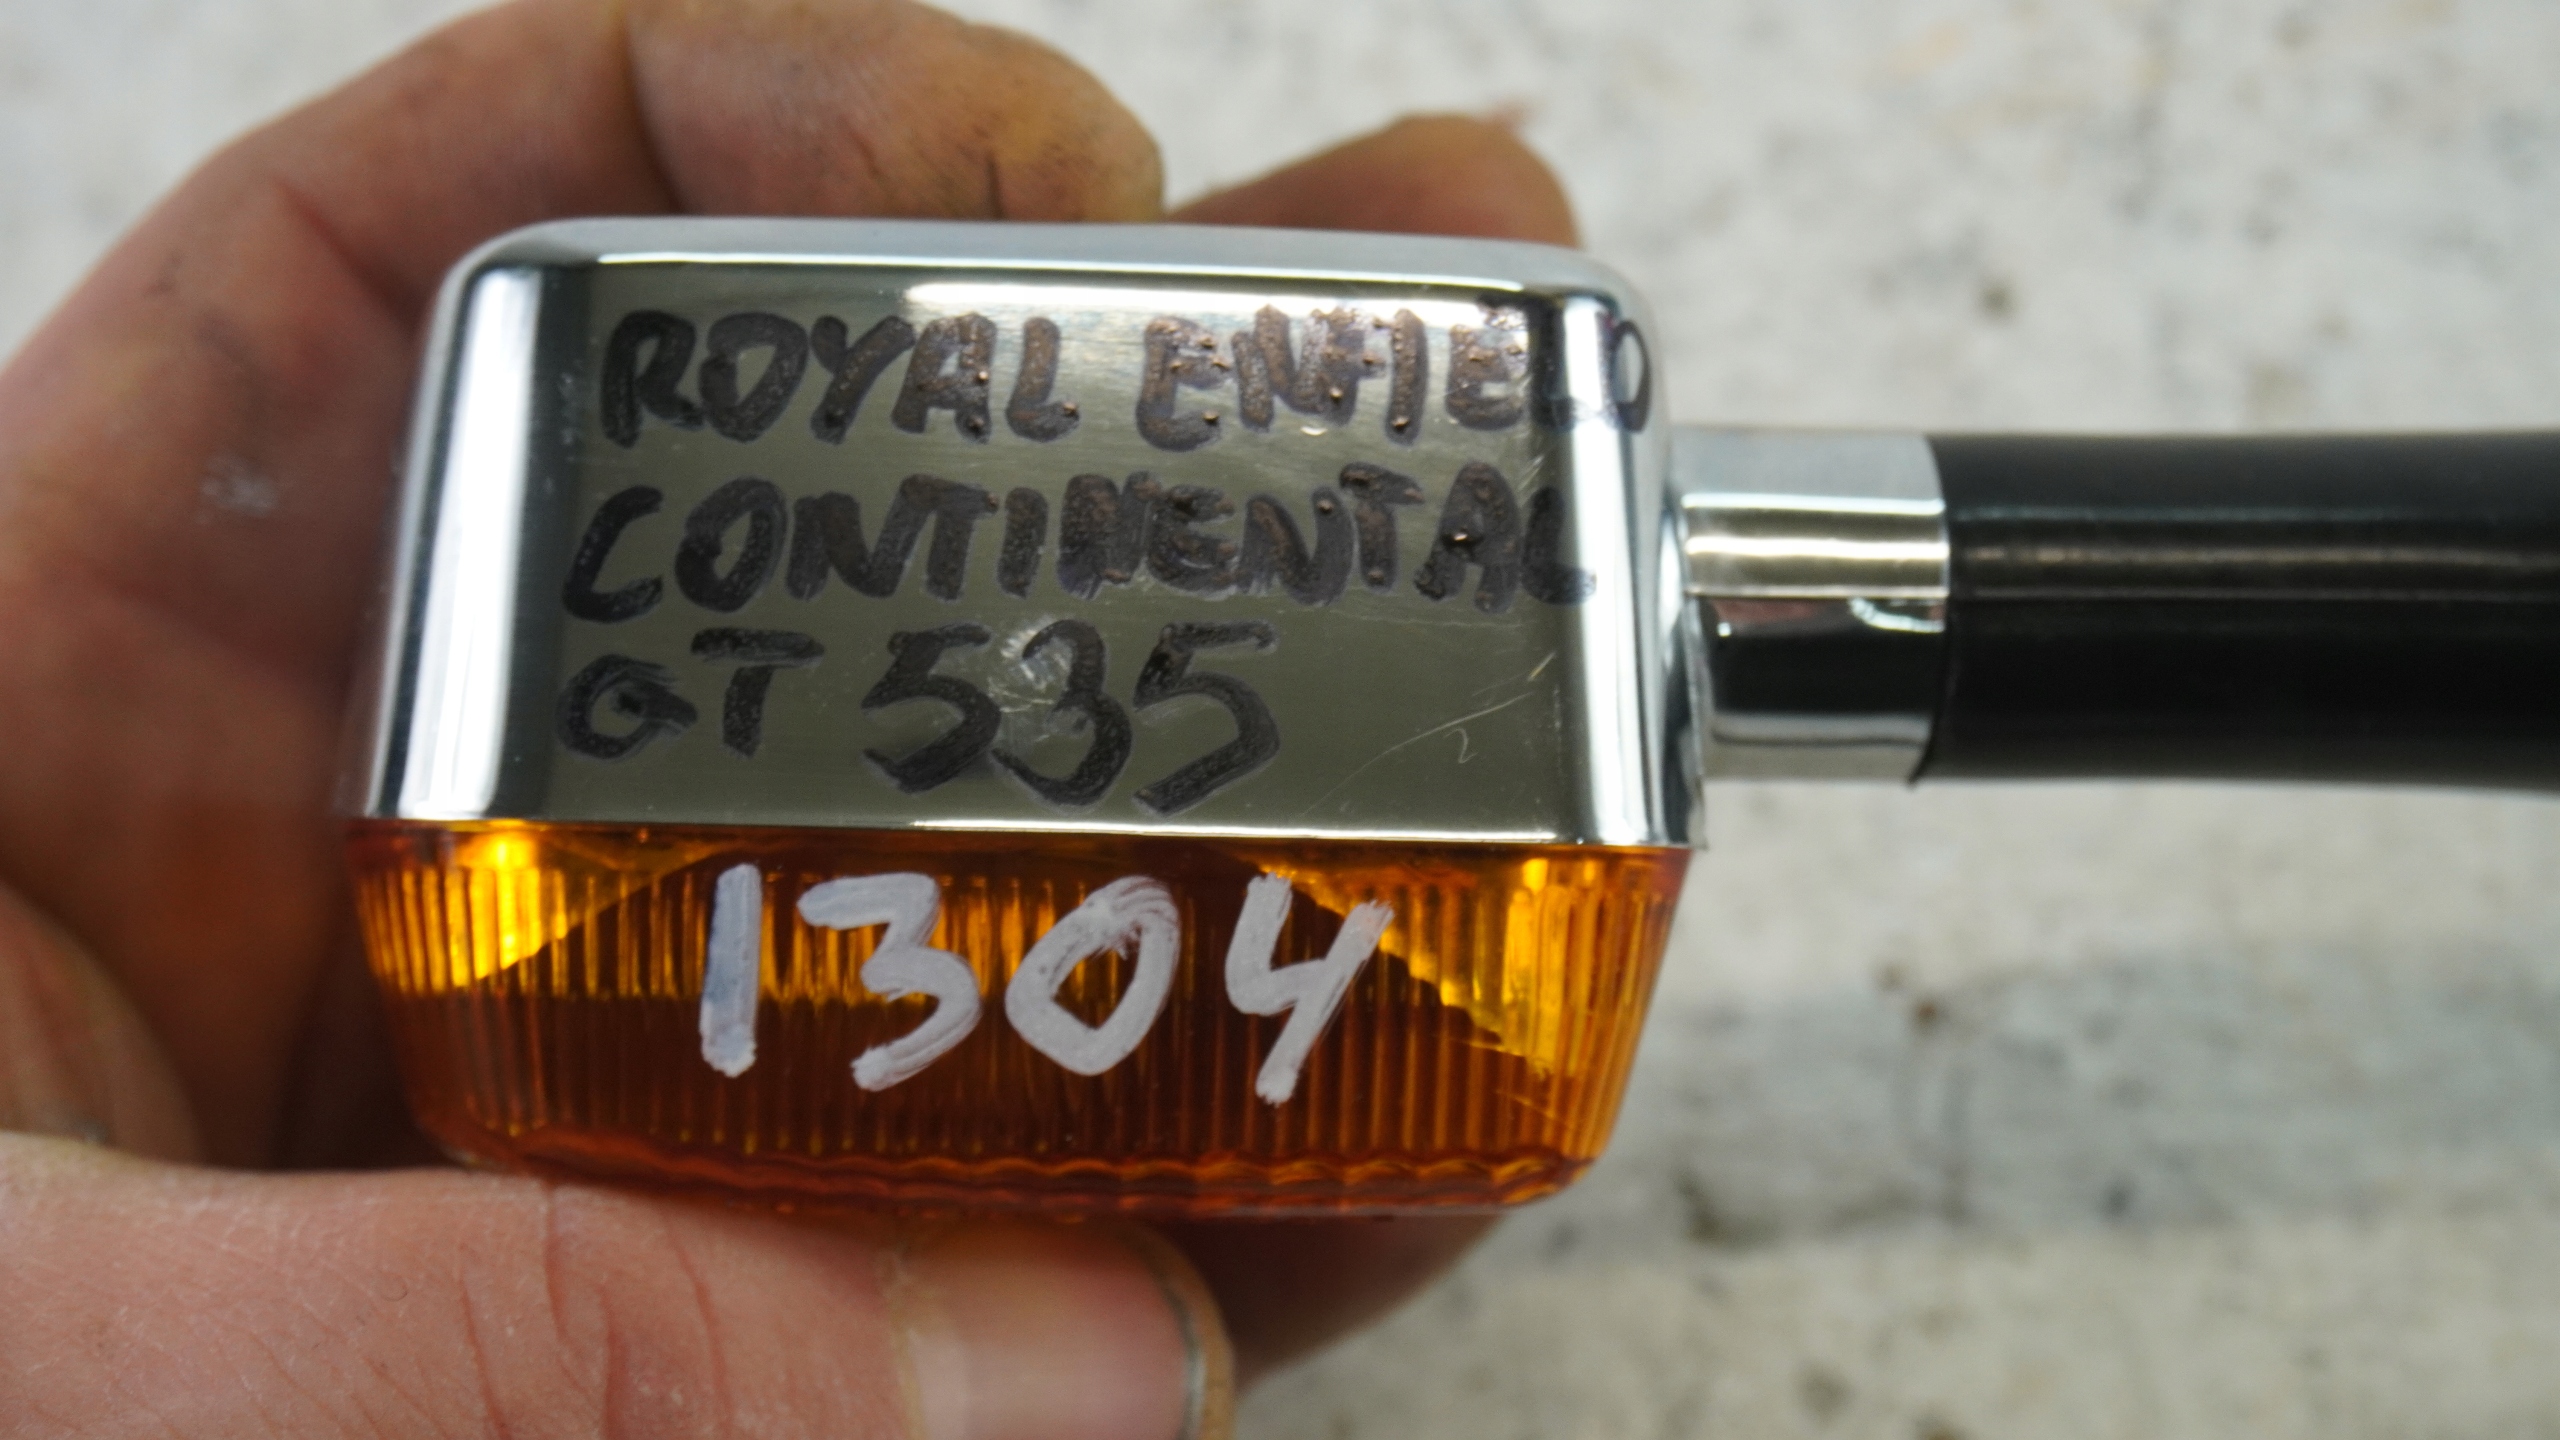 ROYAL ENFIELD
CONTINENTAL
GT 535
1304